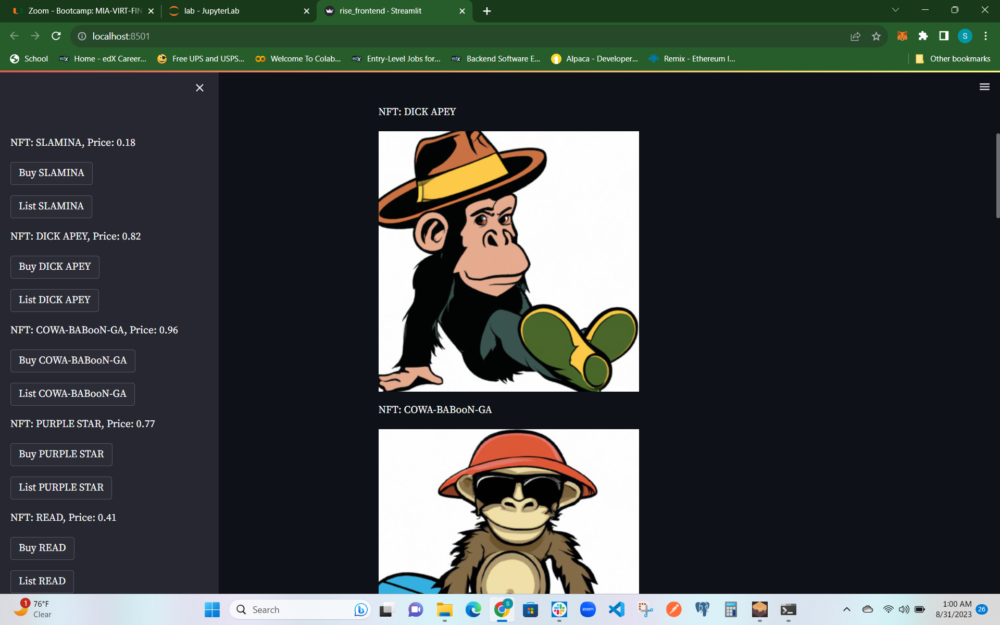 Zoom - Bootcamp: MIA-VIRT-FIN
lab - JupyterLab
rise_frontend · Streamlit
localhost:8501
S
School
edX Home - edX Career...
Free UPS and USPS...
Welcome To Colab...
edX Entry-Level Jobs for...
edX Backend Software E...
Alpaca - Developer...
Remix - Ethereum I...
Other bookmarks
NFT: SLAMINA, Price: 0.18
Buy SLAMINA
List SLAMINA
NFT: DICK APEY, Price: 0.82
Buy DICK APEY
List DICK APEY
NFT: COWA-BABooN-GA, Price: 0.96
Buy COWA-BABooN-GA
List COWA-BABooN-GA
NFT: PURPLE STAR, Price: 0.77
Buy PURPLE STAR
List PURPLE STAR
NFT: READ, Price: 0.41
Buy READ
List READ
NFT: DICK APEY
NFT: COWA-BABooN-GA
1
76°F
Clear
Search
S
zoom
1:00 AM
8/31/2023
26